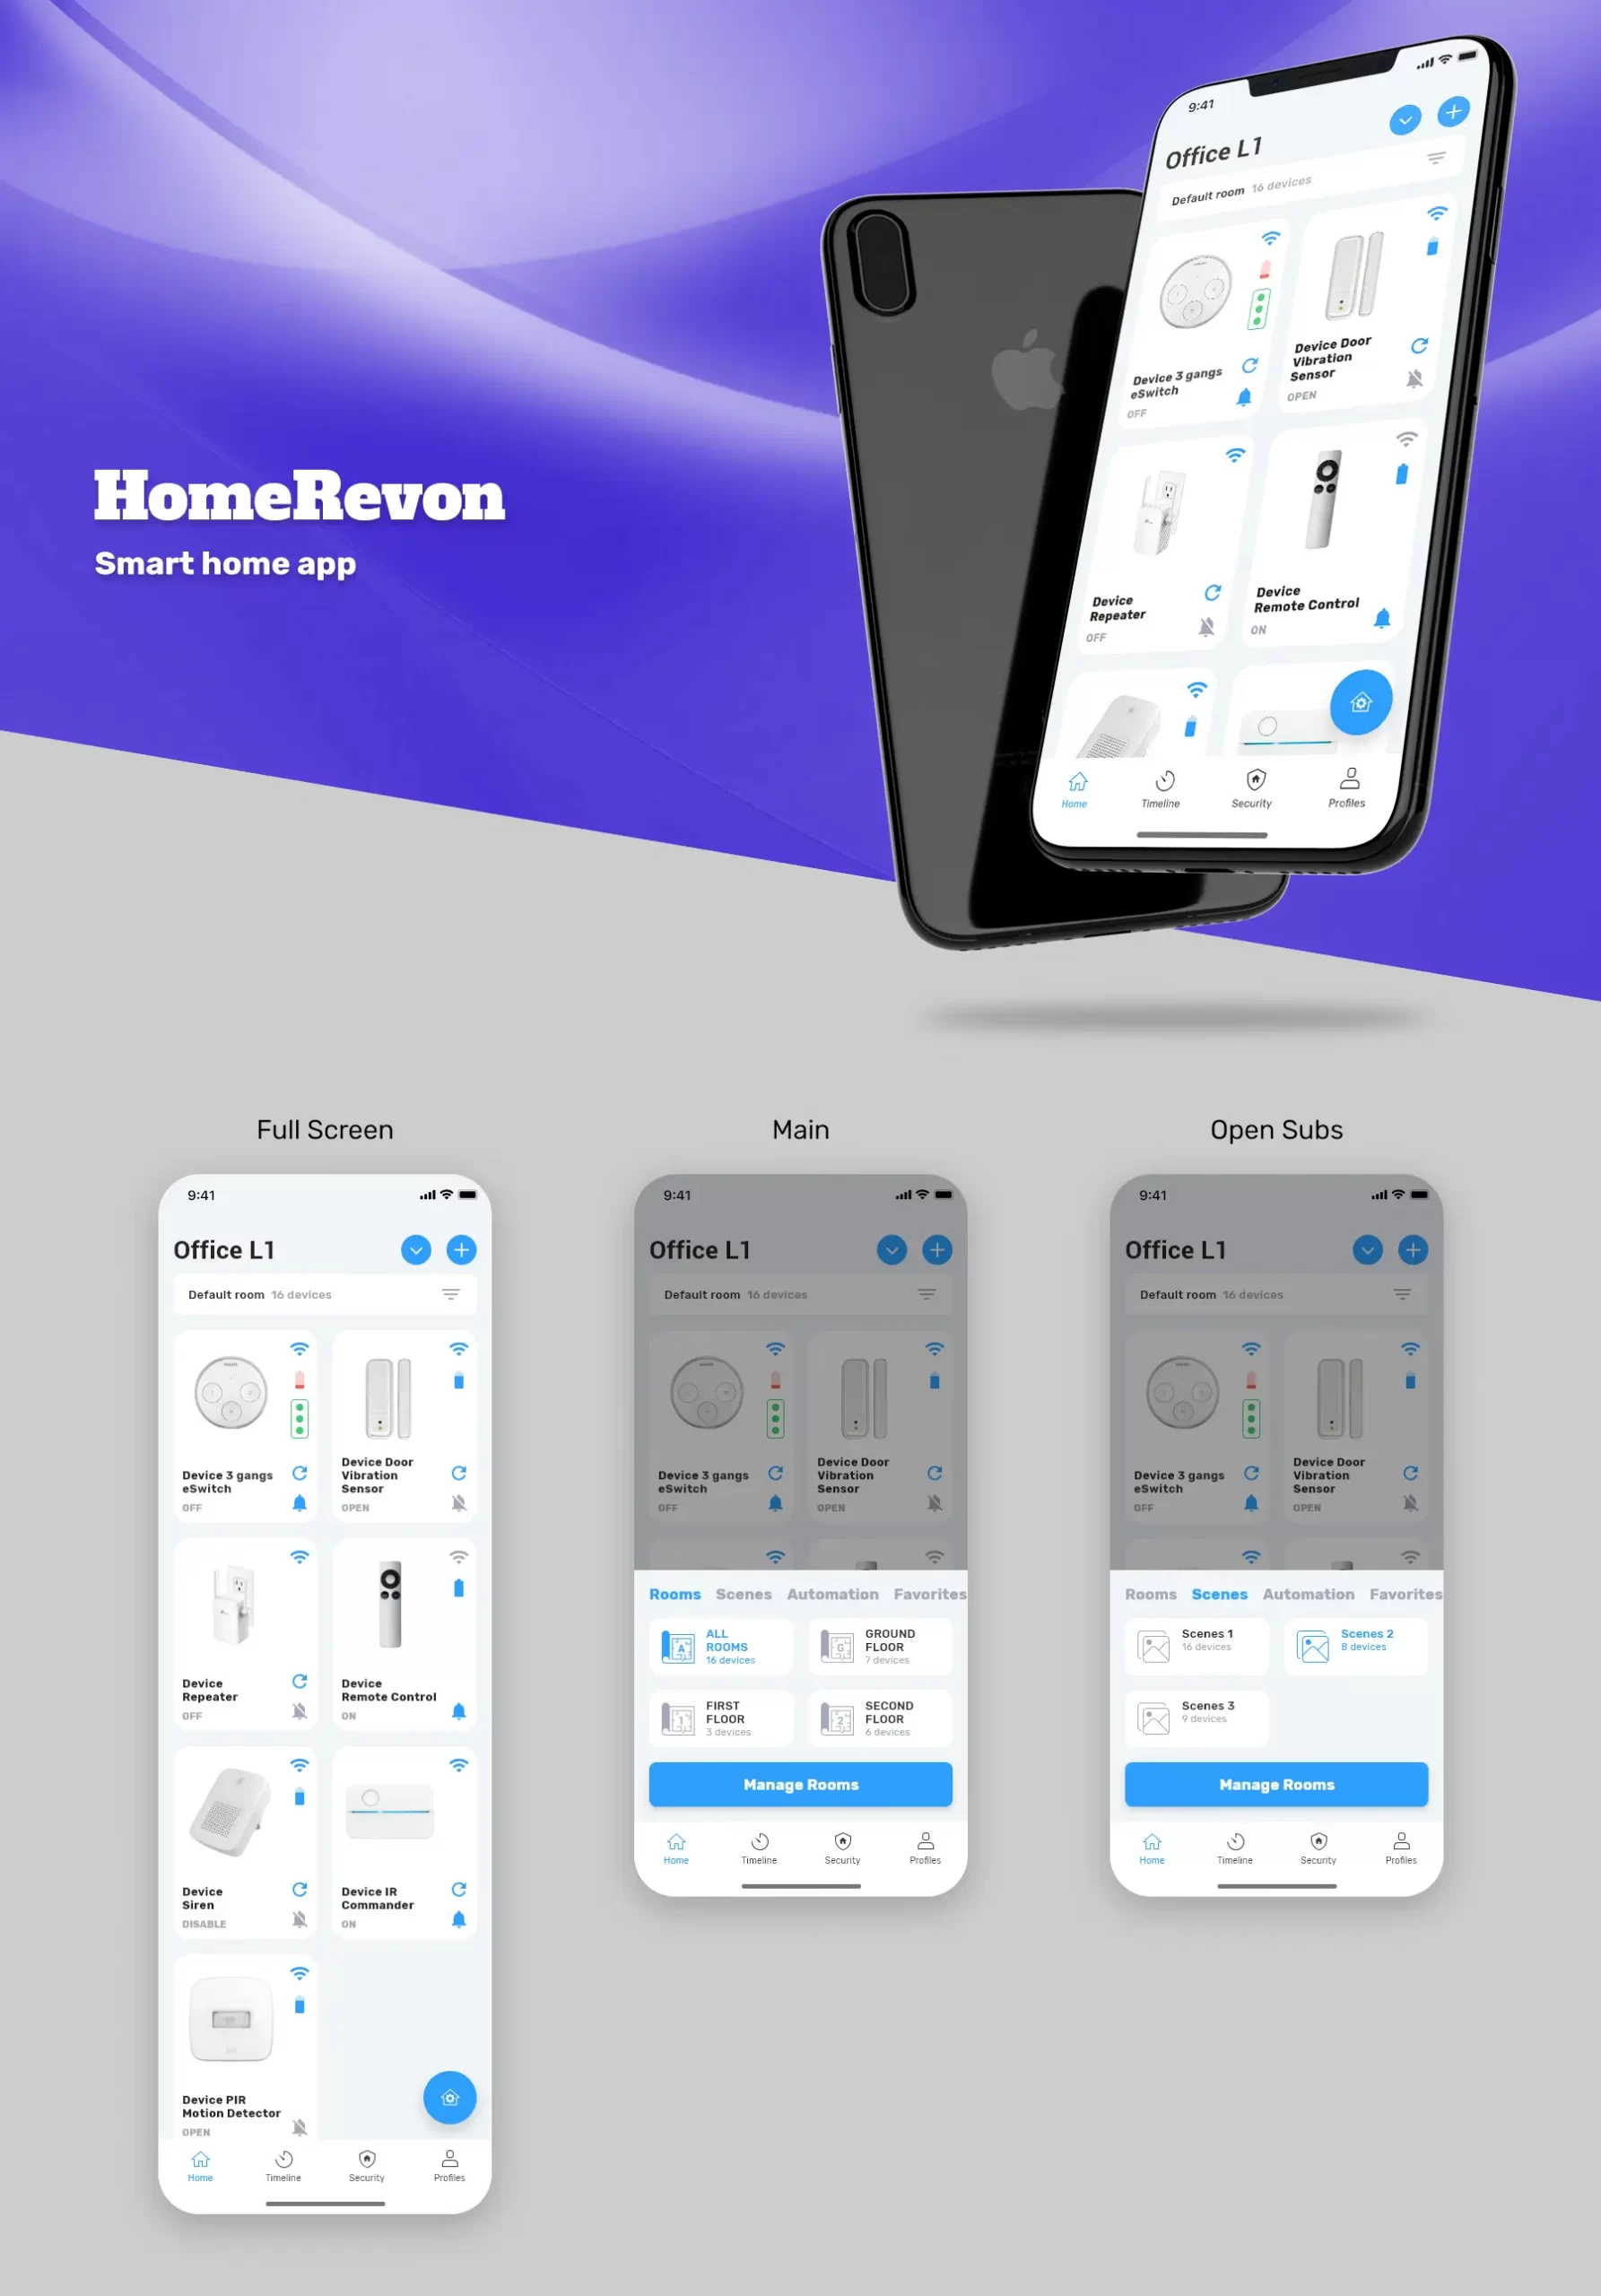 HomeRevon
Smart home app
9:41
Office L1
Default room 16 devices
Device 3 gangs
eSwitch
OFF
Device Door
Vibration
Sensor
OPEN
Device
Repeater
OFF
Device
Remote Control
ON
Home
Timeline
Security
Profiles
Full Screen
9:41
Office L1
Default room 16 devices
Device 3 gangs
eSwitch
OFF
Device Door
Vibration
Sensor
OPEN
Device
Repeater
OFF
Device
Remote Control
ON
Device
Siren
DISABLE
Device IR
Commander
ON
Device PIR
Motion Detector
OPEN
Home
Timeline
Security
Profiles
Main
9:41
Office L1
Default room 16 devices
Device 3 gangs
eSwitch
OFF
Device Door
Vibration
Sensor
OPEN
Rooms Scenes Automation Favorites
A
ALL
ROOMS
16 devices
G
GROUND
FLOOR
7 devices
1
FIRST
FLOOR
3 devices
2
SECOND
FLOOR
6 devices
Manage Rooms
Home
Timeline
Security
Profiles
Open Subs
9:41
Office L1
Default room 16 devices
Device 3 gangs
eSwitch
OFF
Device Door
Vibration
Sensor
OPEN
Rooms Scenes Automation Favorites
Scenes 1
16 devices
Scenes 2
8 devices
Scenes 3
9 devices
Manage Rooms
Home
Timeline
Security
Profiles